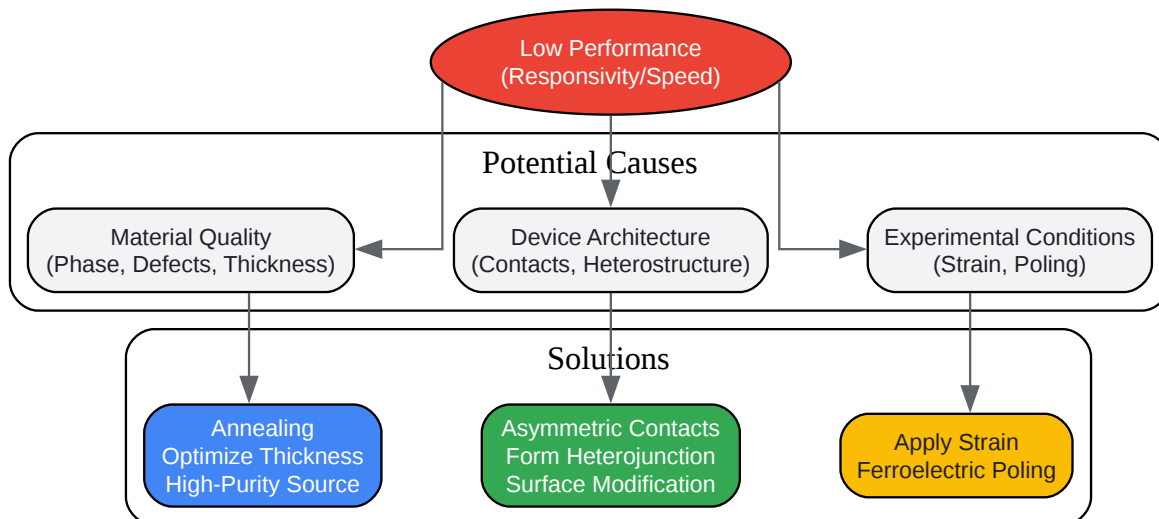 Low Performance
(Responsivity/Speed)
Potential Causes
Material Quality
(Phase, Defects, Thickness)
Device Architecture
(Contacts, Heterostructure)
Experimental Conditions
(Strain, Poling)
Solutions
Annealing
Optimize Thickness
High-Purity Source
Asymmetric Contacts
Form Heterojunction
Surface Modification
Apply Strain
Ferroelectric Poling